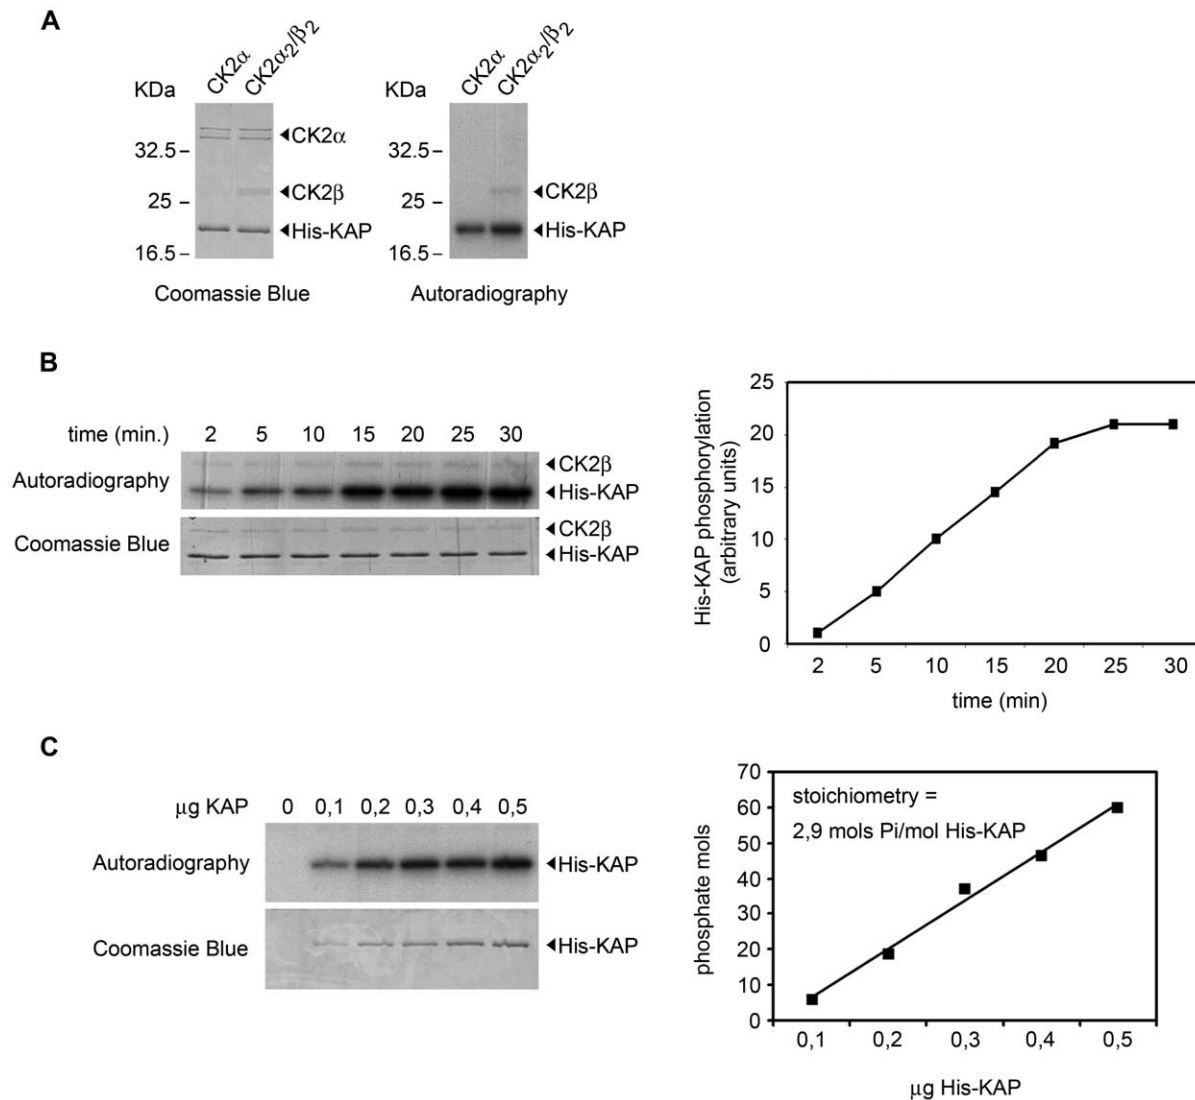 A
CK2α
CK2α₂/β₂
KDa
32.5
25
16.5
CK2α
CK2β
His-KAP
Coomassie Blue
CK2α
CK2α₂/β₂
KDa
32.5
25
16.5
CK2β
His-KAP
Autoradiography
B
time (min.) 2 5 10 15 20 25 30
Autoradiography
CK2β
His-KAP
Coomassie Blue
CK2β
His-KAP
His-KAP phosphorylation
(arbitrary units)
25
20
15
10
5
0
2 5 10 15 20 25 30
time (min)
C
μg KAP 0 0,1 0,2 0,3 0,4 0,5
Autoradiography
His-KAP
Coomassie Blue
His-KAP
phosphate mols
70
60
50
40
30
20
10
0
stoichiometry =
2,9 mols Pi/mol His-KAP
0,1 0,2 0,3 0,4 0,5
μg His-KAP